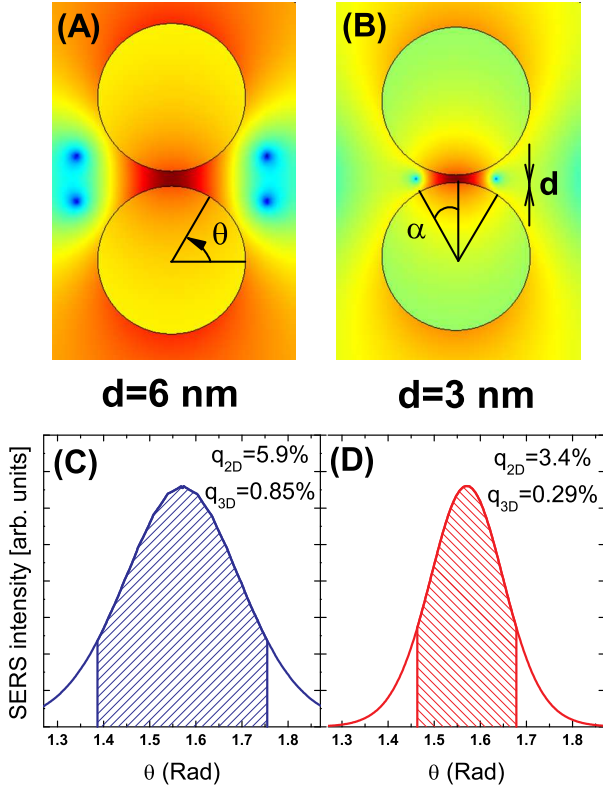 (A)
(B)
θ
α
d
d=6 nm
d=3 nm
SERS intensity [arb. units]
(C)
q2D=5.9%
q3D=0.85%
(D)
q2D=3.4%
q3D=0.29%
1.3 1.4 1.5 1.6 1.7 1.8
1.3 1.4 1.5 1.6 1.7 1.8
θ (Rad)
θ (Rad)